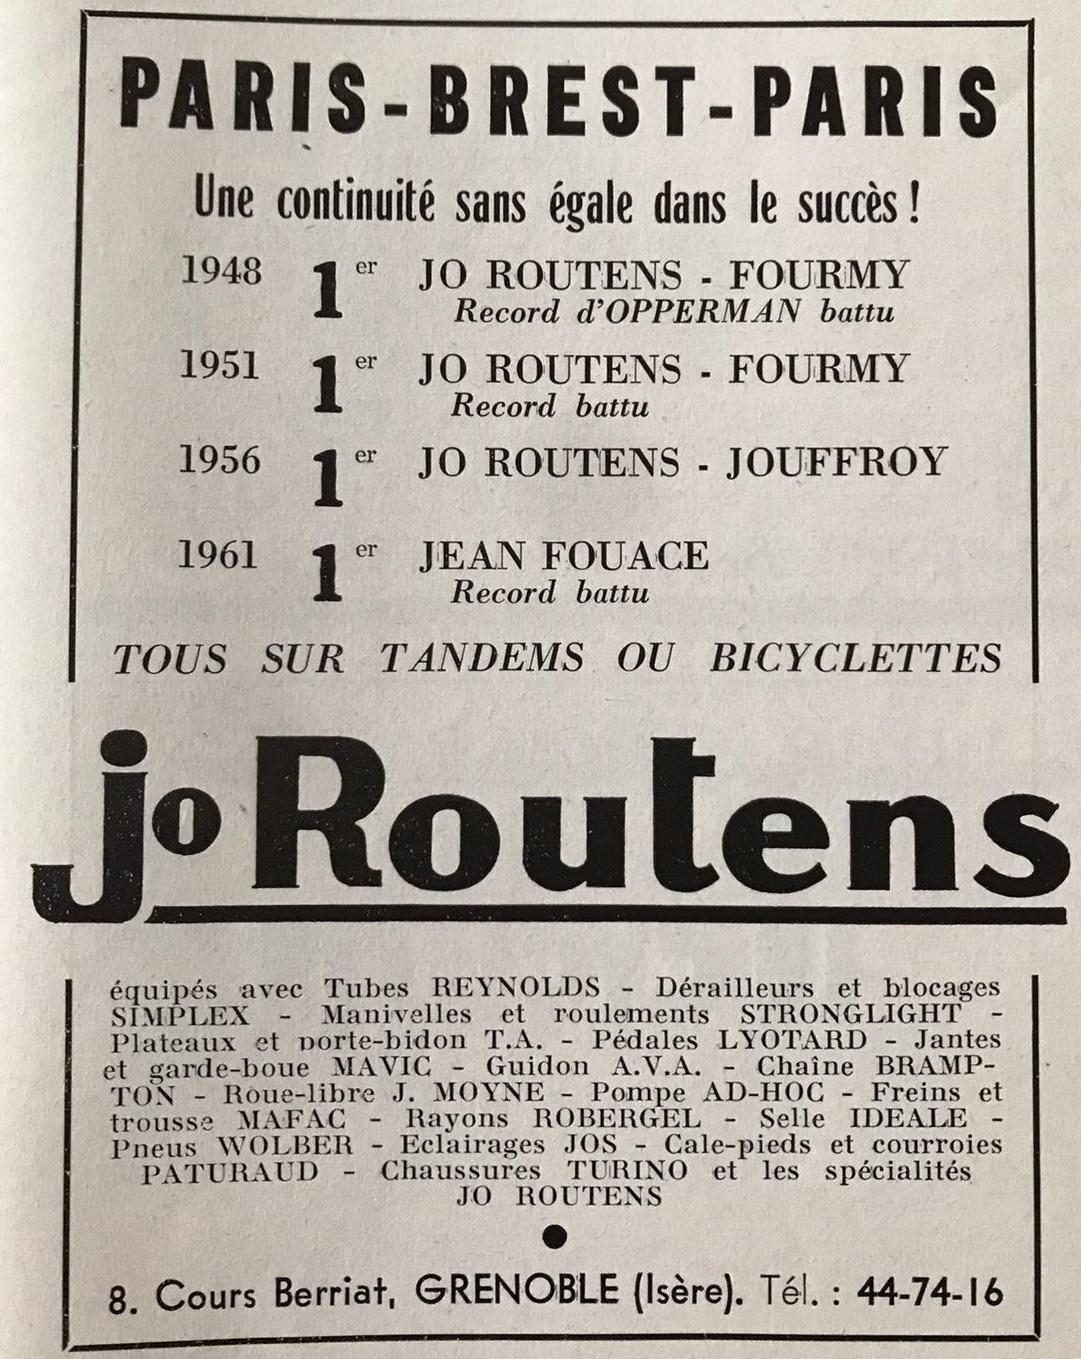 PARIS-BREST-PARIS
Une continuité sans égale dans le succès !
1948 1er JO ROUTENS - FOURMY
Record d'OPPERMAN battu
1951 1er JO ROUTENS - FOURMY
Record battu
1956 1er JO ROUTENS - JOUFFROY
1961 1er JEAN FOUACE
Record battu
TOUS SUR TANDEMS OU BICYCLETTES
jo Routens
équipés avec Tubes REYNOLDS - Dérailleurs et blocages
SIMPLEX - Manivelles et roulements STRONGLIGHT -
Plateaux et porte-bidon T.A. - Pédales LYOTARD - Jantes
et garde-boue MAVIC - Guidon A.V.A. - Chaîne BRAMP-
TON - Roue-libre J. MOYNE - Pompe AD-HOC - Freins et
trousse MAFAC - Rayons ROBERGEL - Selle IDEALE -
Pneus WOLBER - Eclairages JOS - Cale-pieds et courroies
PATURAUD - Chaussures TURINO et les spécialités
JO ROUTENS
8. Cours Berriat, GRENOBLE (Isère). Tél. : 44-74-16